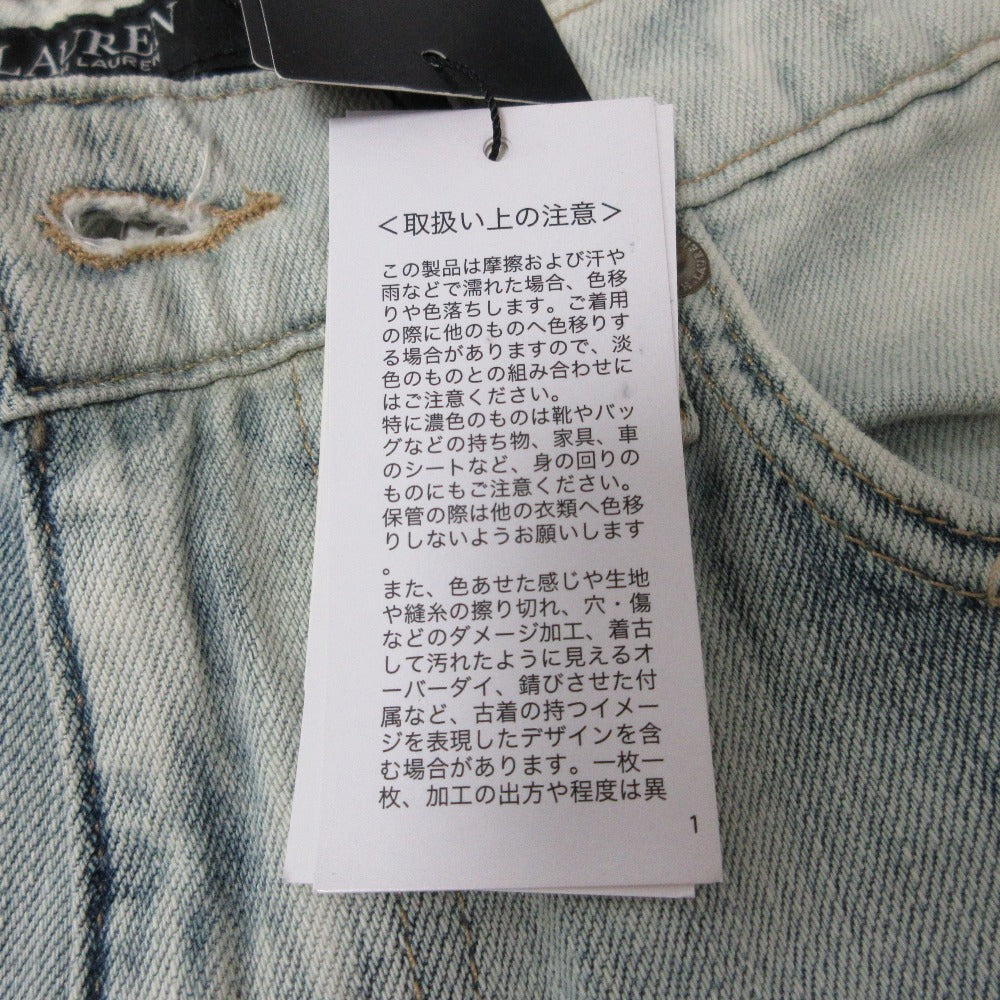 LAUREN
LAUREN
＜取扱い上の注意＞
この製品は摩擦および汗や
雨などで濡れた場合、色移
りや色落ちします。ご着用
の際に他のものへ色移りす
る場合がありますので、淡
色のものとの組み合わせに
はご注意ください。
特に濃色のものは靴やバッ
グなどの持ち物、家具、車
のシートなど、身の回りの
ものにもご注意ください。
保管の際は他の衣類へ色移
りしないようお願いします
。
また、色あせた感じや生地
や縫糸の擦り切れ、穴・傷
などのダメージ加工、着古
して汚れたように見えるオ
ーバーダイ、錆びさせた付
属など、古着の持つイメー
ジを表現したデザインを含
む場合があります。一枚一
枚、加工の出方や程度は異
1